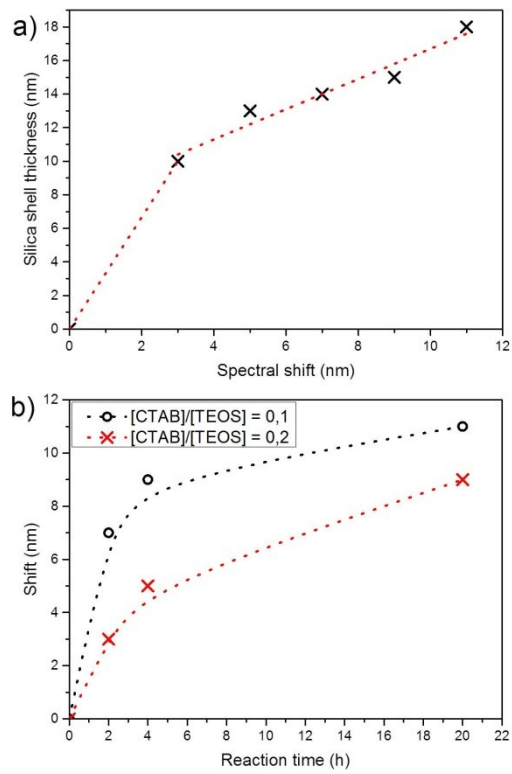 a)
Silica shell thickness (nm)
18
16
14
12
10
8
6
4
2
0
0 2 4 6 8 10 12
Spectral shift (nm)
b)
[CTAB]/[TEOS] = 0,1
[CTAB]/[TEOS] = 0,2
Shift (nm)
12
10
8
6
4
2
0
0 2 4 6 8 10 12 14 16 18 20 22
Reaction time (h)